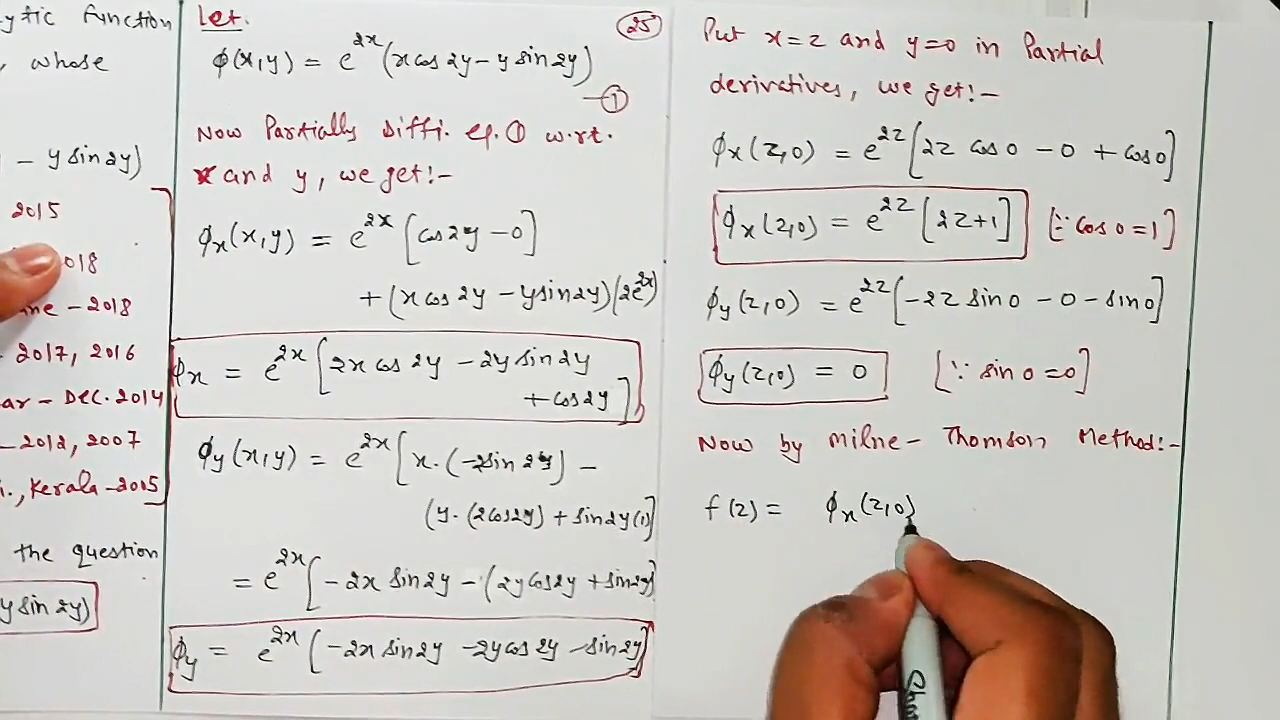 ytic function
, whose
- y sin 2y)
2015
018
ne - 2018
2017, 2016
ar - Dec. 2014
- 2012, 2007
., Kerala - 2005
the question
y sin 2y)
Let.
25
ϕ(x,y) = e^{2x}(x cos 2y - y sin 2y)
- ①
Now Partially diffi. eq. ① w.r.t.
x and y, we get:-
ϕx(x,y) = e^{2x} [cos 2y - 0]
+ (x cos 2y - y sin 2y)(2e^{2x})
ϕx = e^{2x} [2x cos 2y - 2y sin 2y
+ cos 2y]
ϕy(x,y) = e^{2x} [x. (-2 sin 2y) -
(y. (2 cos 2y) + sin 2y (1)]
= e^{2x} [-2x sin 2y - (2y cos 2y + sin 2y]
ϕy = e^{2x} [-2x sin 2y - 2y cos 2y - sin 2y]
Put x=z and y=0 in Partial
derivatives, we get:-
ϕx(z,0) = e^{2z} [2z cos 0 - 0 + cos 0]
ϕx(z,0) = e^{2z} [2z+1] [∵ cos 0 = 1]
ϕy(z,0) = e^{2z} [-2z sin 0 - 0 - sin 0]
ϕy(z,0) = 0 [∵ sin 0 = 0]
Now by Milne - Thomson Method:-
f(z) = ϕx(z,0)